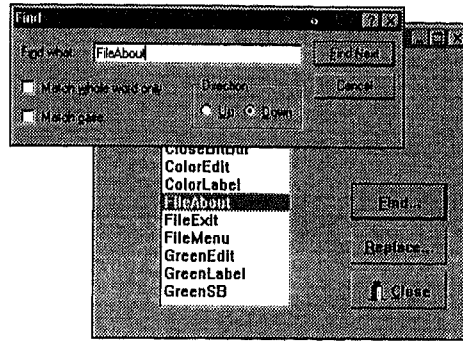 Find
Find what: FileAbout
Find Next
Match whole word only
Direction
Cancel
Up Down
Match case
CloseBitBtn
ColorEdit
ColorLabel
FileAbout
Find...
FileExit
FileMenu
Replace...
GreenEdit
GreenLabel
Close
GreenSB